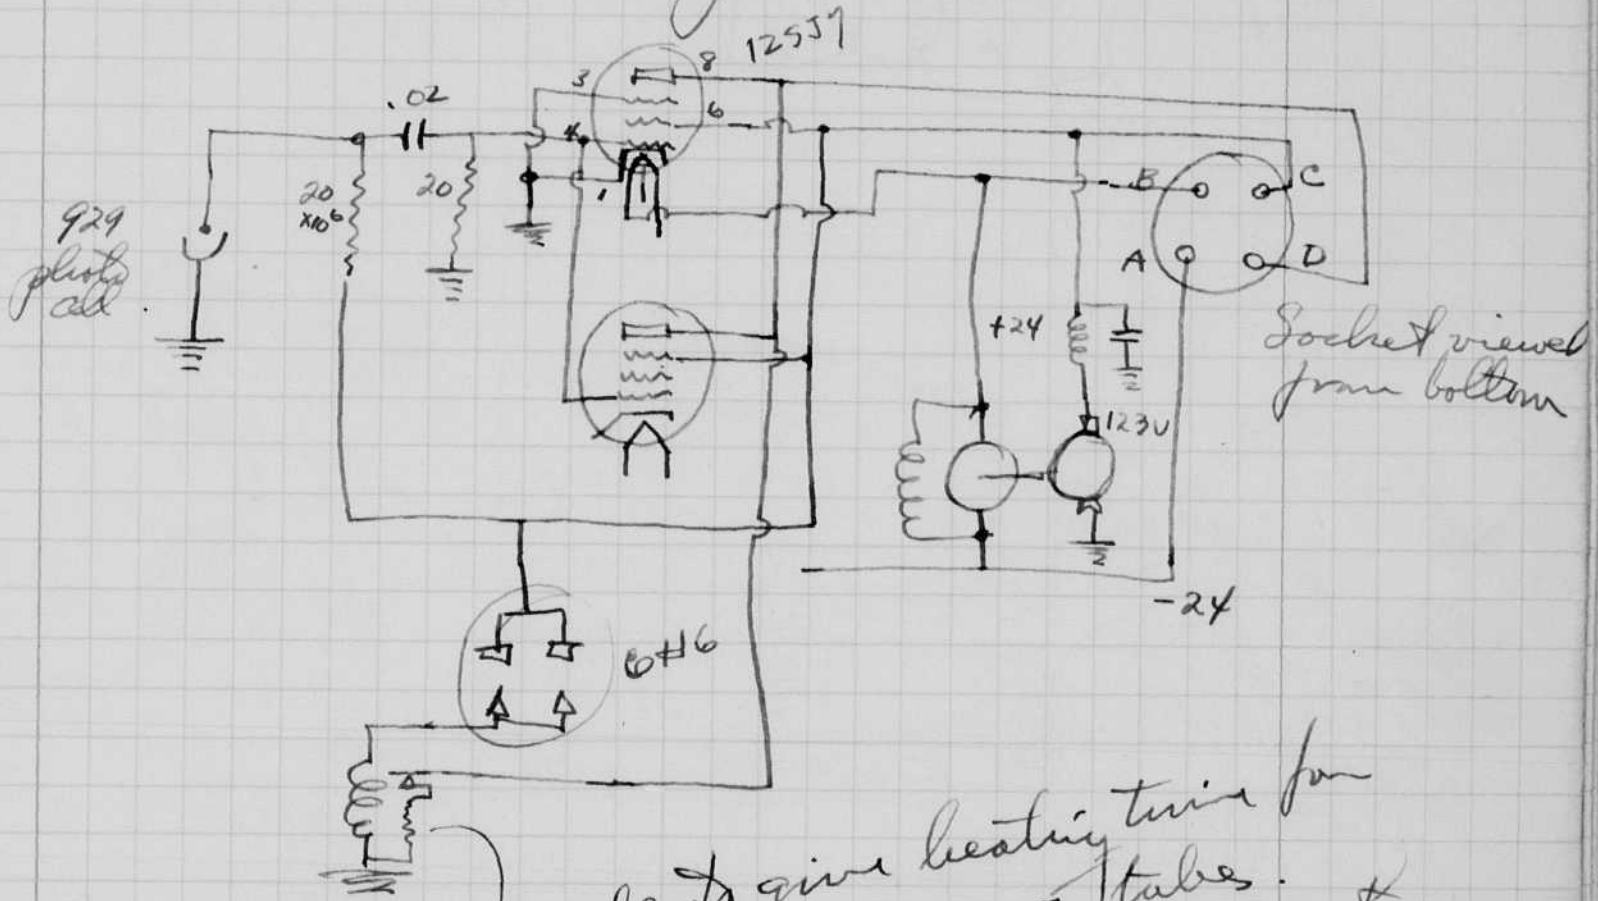 12SJ7
3
8
.02
6
4
20
x10⁶
20
1
B
C
A
D
929
photo
cell
+24
Socket viewed
from bottom
123V
-24
6H6
to give heating time for
tubes.